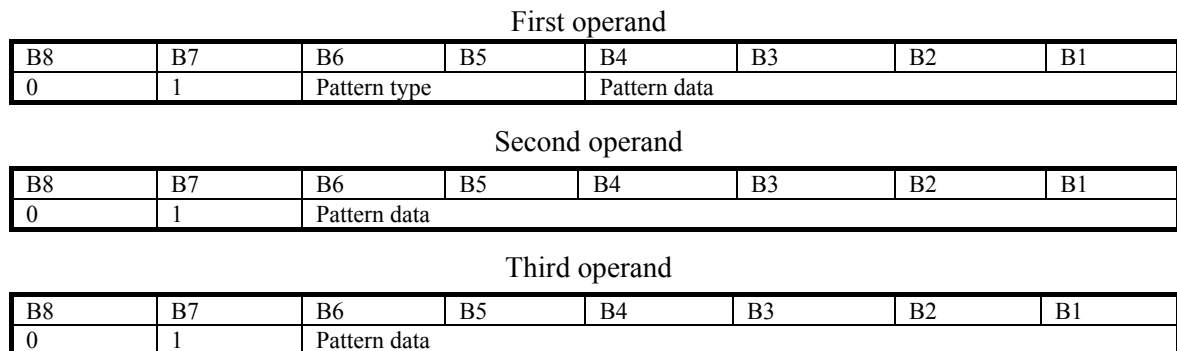 First operand
B8 B7 B6 B5 B4 B3 B2 B1
0 1 Pattern type Pattern data
Second operand
B8 B7 B6 B5 B4 B3 B2 B1
0 1 Pattern data
Third operand
B8 B7 B6 B5 B4 B3 B2 B1
0 1 Pattern data